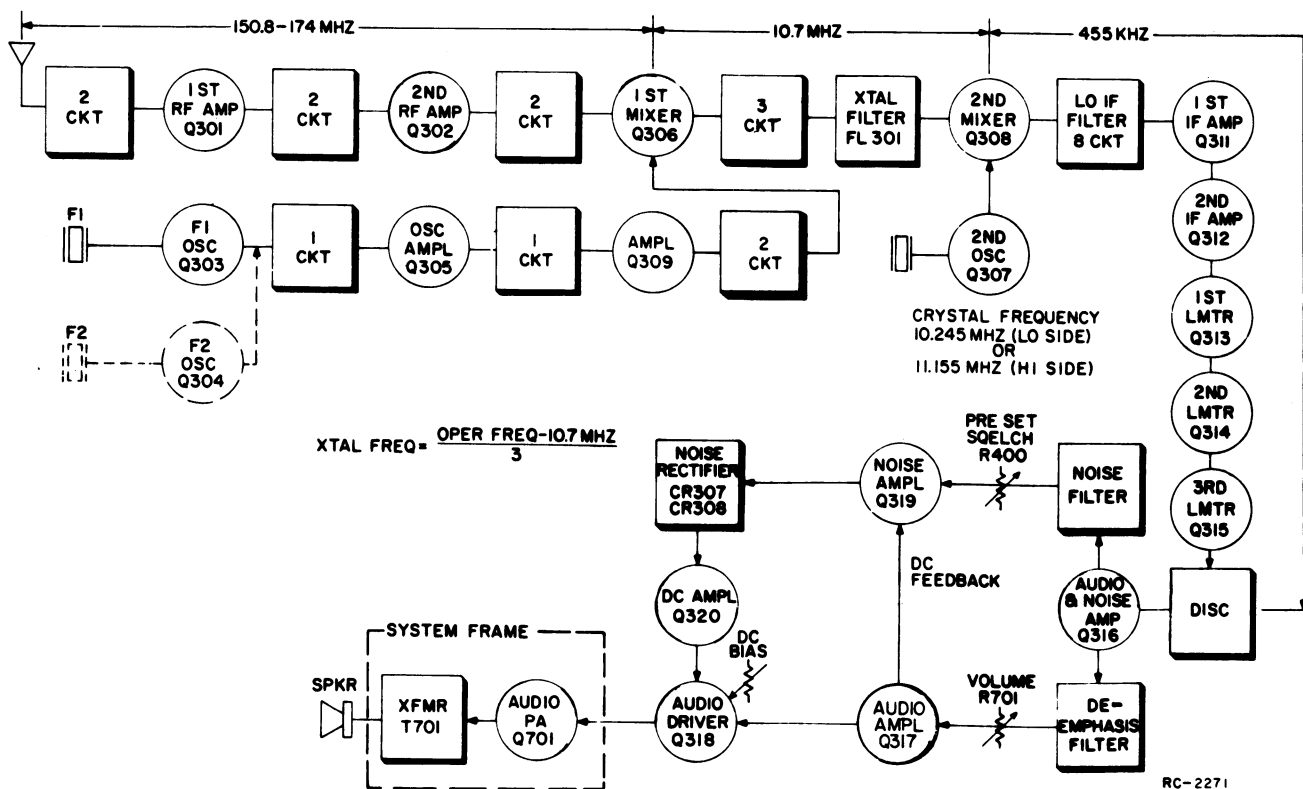 150.8-174 MHZ
10.7 MHZ
455 KHZ
2
CKT
1ST
RF AMP
Q301
2
CKT
2ND
RF AMP
Q302
2
CKT
1ST
MIXER
Q306
3
CKT
XTAL
FILTER
FL301
2ND
MIXER
Q308
LO IF
FILTER
8 CKT
1ST
IF AMP
Q311
F1
F1
OSC
Q303
1
CKT
OSC
AMPL
Q305
1
CKT
AMPL
Q309
2
CKT
2ND
OSC
Q307
2ND
IF AMP
Q312
F2
F2
OSC
Q304
CRYSTAL FREQUENCY
10.245 MHZ (LO SIDE)
OR
11.155 MHZ (HI SIDE)
1ST
LMTR
Q313
2ND
LMTR
Q314
XTAL FREQ= OPER FREQ-10.7 MHZ
3
NOISE
RECTIFIER
CR307
CR308
NOISE
AMPL
Q319
PRE SET
SQELCH
R400
NOISE
FILTER
3RD
LMTR
Q315
DC AMPL
Q320
DC
FEEDBACK
AUDIO
& NOISE
AMP
Q316
DISC
SYSTEM FRAME
SPKR
XFMR
T701
AUDIO
PA
Q701
DC
BIAS
AUDIO
DRIVER
Q318
AUDIO
AMPL
Q317
VOLUME
R701
DE-
EMPHASIS
FILTER
RC-2271